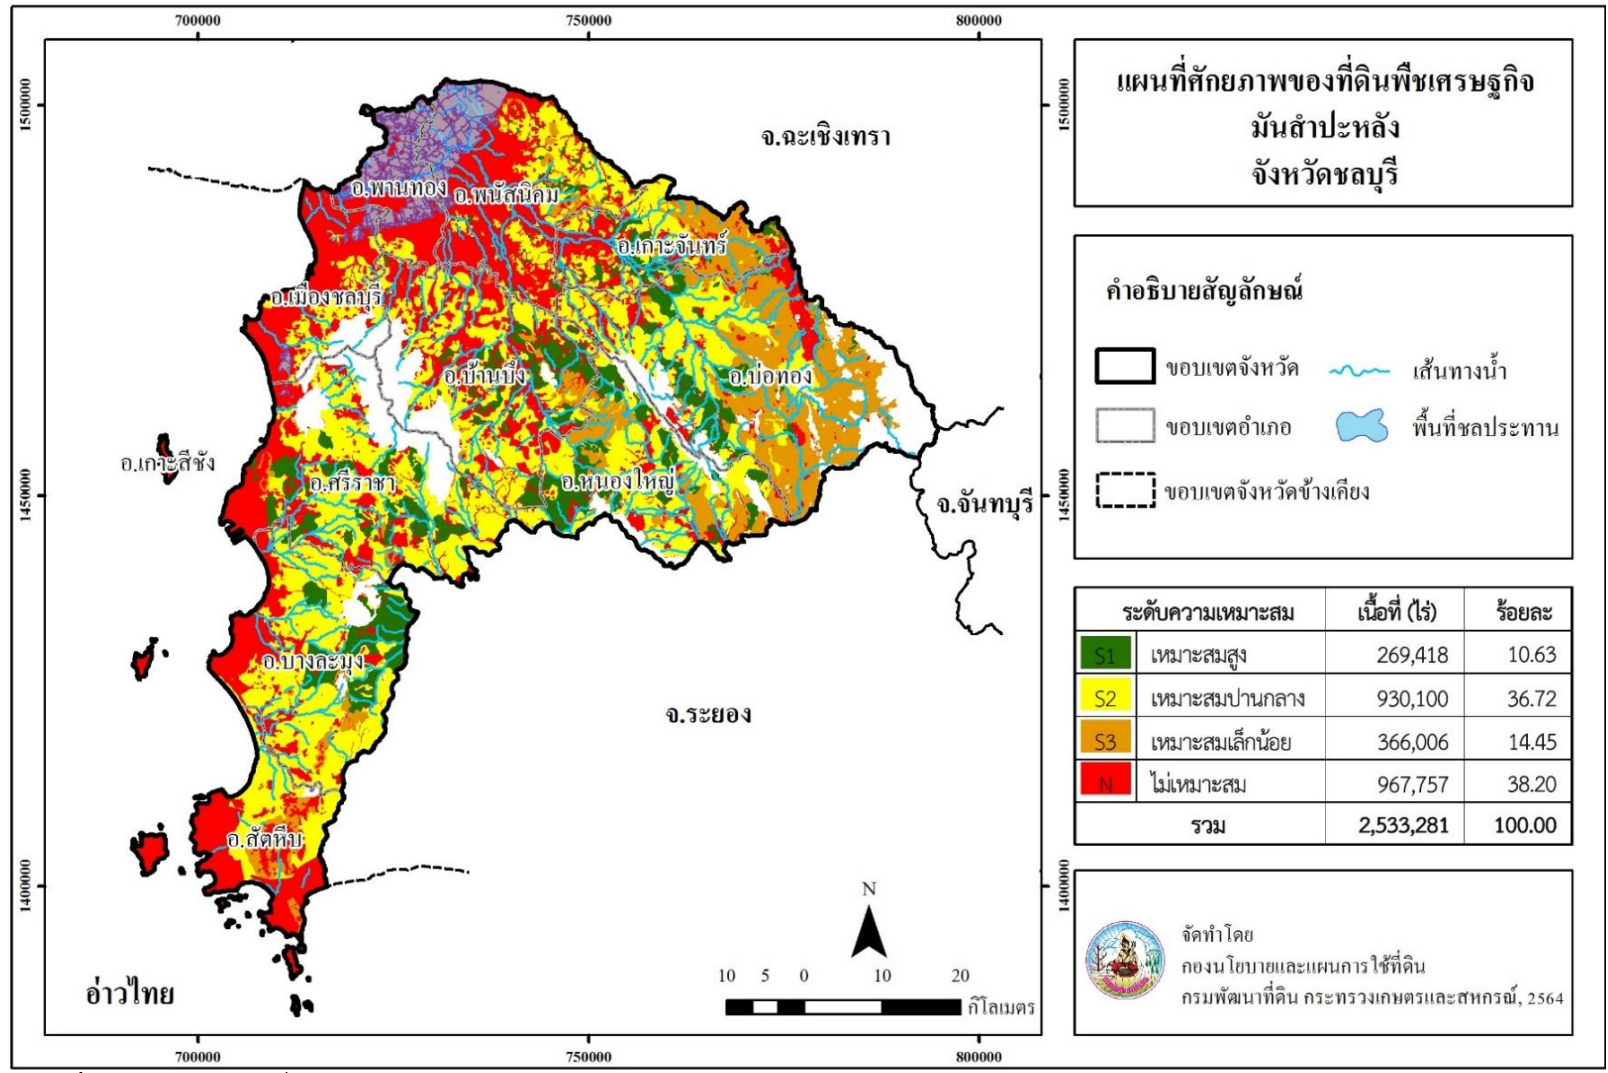 700000 750000 800000
แผนที่ศักยภาพของที่ดินพืชเศรษฐกิจ
มันสำปะหลัง
จังหวัดชลบุรี
1500000 1500000
จ.ฉะเชิงเทรา
อ.พานทอง อ.พนัสนิคม
อ.เกาะจันทร์
อ.เมืองชลบุรี
อ.บ้านบึง อ.บ่อทอง
อ.เกาะสีชัง อ.ศรีราชา อ.หนองใหญ่
1450000 จ.จันทบุรี 1450000
อ.บางละมุง
จ.ระยอง
อ.สัตหีบ
1400000 1400000
N
10 5 0 10 20
กิโลเมตร
อ่าวไทย
700000 750000 800000
คำอธิบายสัญลักษณ์
ขอบเขตจังหวัด เส้นทางน้ำ
ขอบเขตอำเภอ พื้นที่ชลประทาน
ขอบเขตจังหวัดข้างเคียง
ระดับความเหมาะสม เนื้อที่ (ไร่) ร้อยละ
S1 เหมาะสมสูง 269,418 10.63
S2 เหมาะสมปานกลาง 930,100 36.72
S3 เหมาะสมเล็กน้อย 366,006 14.45
N ไม่เหมาะสม 967,757 38.20
รวม 2,533,281 100.00
จัดทำโดย
กองนโยบายและแผนการใช้ที่ดิน
กรมพัฒนาที่ดิน กระทรวงเกษตรและสหกรณ์, 2564